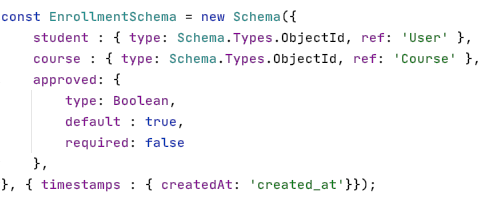 const EnrollmentSchema = new Schema({
    student : { type: Schema.Types.ObjectId, ref: 'User' },
    course : { type: Schema.Types.ObjectId, ref: 'Course' },
    approved: {
        type: Boolean,
        default : true,
        required: false
    },
}, { timestamps : { createdAt: 'created_at'}});